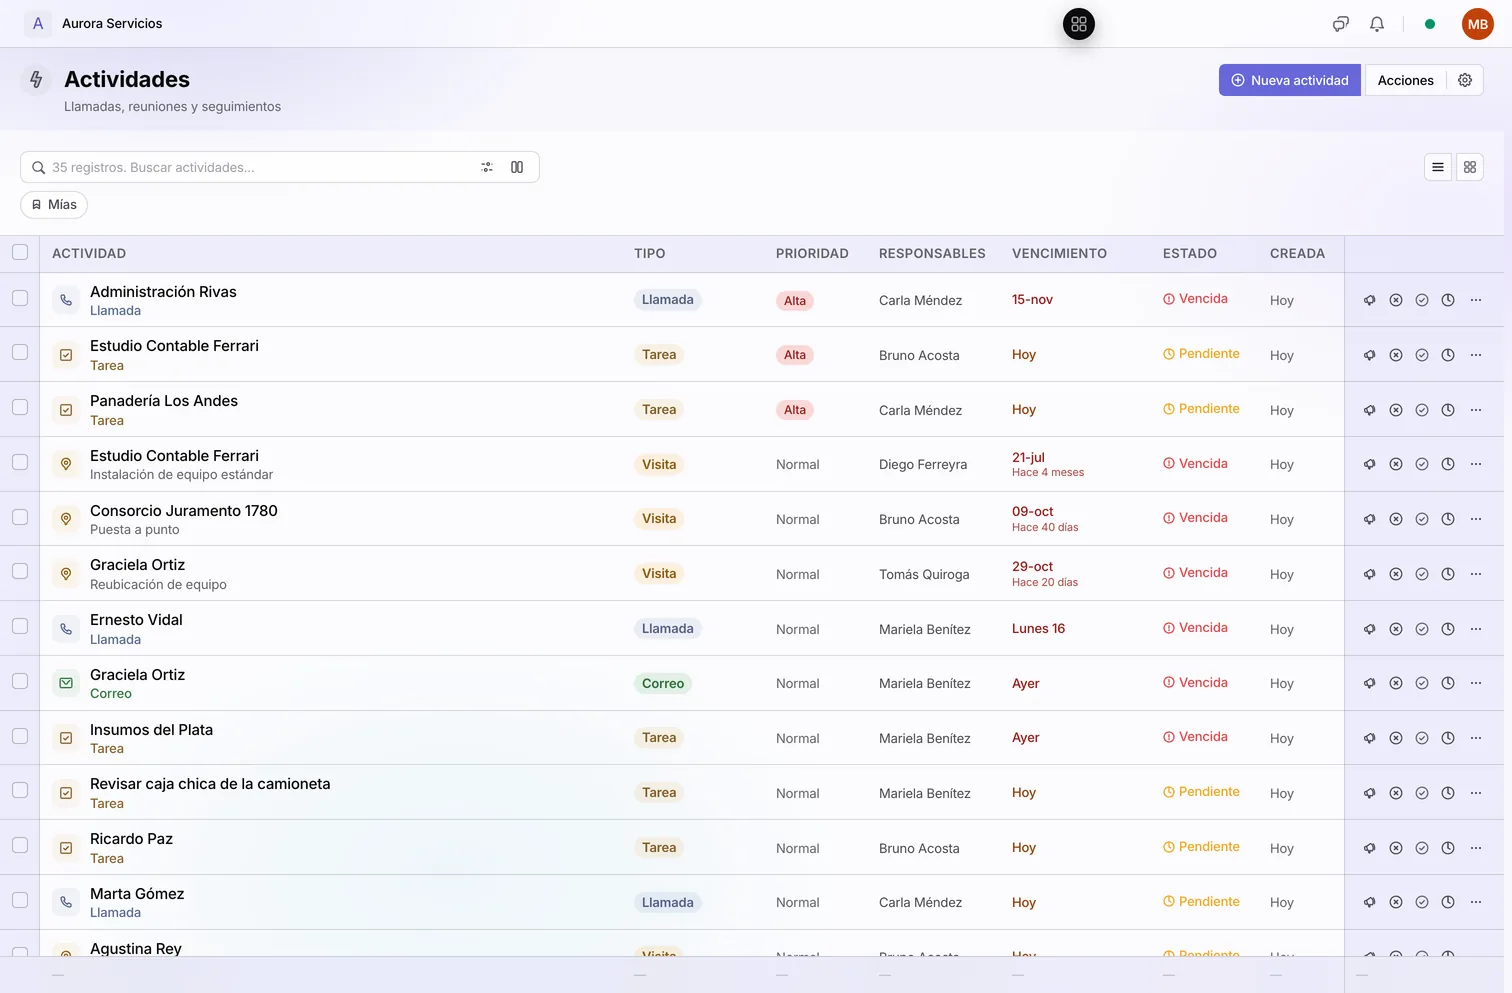 A Aurora Servicios
MB
Actividades
Llamadas, reuniones y seguimientos
Nueva actividad
Acciones
35 registros. Buscar actividades...
Mías
ACTIVIDAD TIPO PRIORIDAD RESPONSABLES VENCIMIENTO ESTADO CREADA
Administración Rivas
Llamada
Llamada Alta Carla Méndez 15-nov Vencida Hoy
Estudio Contable Ferrari
Tarea
Tarea Alta Bruno Acosta Hoy Pendiente Hoy
Panadería Los Andes
Tarea
Tarea Alta Carla Méndez Hoy Pendiente Hoy
Estudio Contable Ferrari
Instalación de equipo estándar
Visita Normal Diego Ferreyra 21-jul Vencida Hoy
Hace 4 meses
Consorcio Juramento 1780
Puesta a punto
Visita Normal Bruno Acosta 09-oct Vencida Hoy
Hace 40 días
Graciela Ortiz
Reubicación de equipo
Visita Normal Tomás Quiroga 29-oct Vencida Hoy
Hace 20 días
Ernesto Vidal
Llamada
Llamada Normal Mariela Benítez Lunes 16 Vencida Hoy
Graciela Ortiz
Correo
Correo Normal Mariela Benítez Ayer Vencida Hoy
Insumos del Plata
Tarea
Tarea Normal Mariela Benítez Ayer Vencida Hoy
Revisar caja chica de la camioneta
Tarea
Tarea Normal Mariela Benítez Hoy Pendiente Hoy
Ricardo Paz
Tarea
Tarea Normal Bruno Acosta Hoy Pendiente Hoy
Marta Gómez
Llamada
Llamada Normal Carla Méndez Hoy Pendiente Hoy
Agustina Rey
Visita Normal Bruno Acosta Hoy Pendiente Hoy
— — — — — — — —